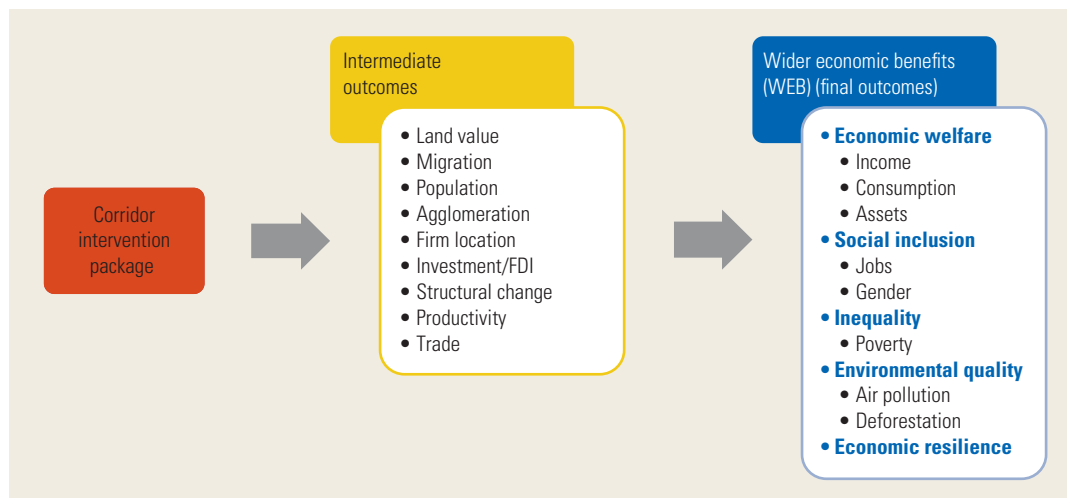 Corridor
intervention
package
Intermediate
outcomes
• Land value
• Migration
• Population
• Agglomeration
• Firm location
• Investment/FDI
• Structural change
• Productivity
• Trade
Wider economic benefits
(WEB) (final outcomes)
• Economic welfare
• Income
• Consumption
• Assets
• Social inclusion
• Jobs
• Gender
• Inequality
• Poverty
• Environmental quality
• Air pollution
• Deforestation
• Economic resilience